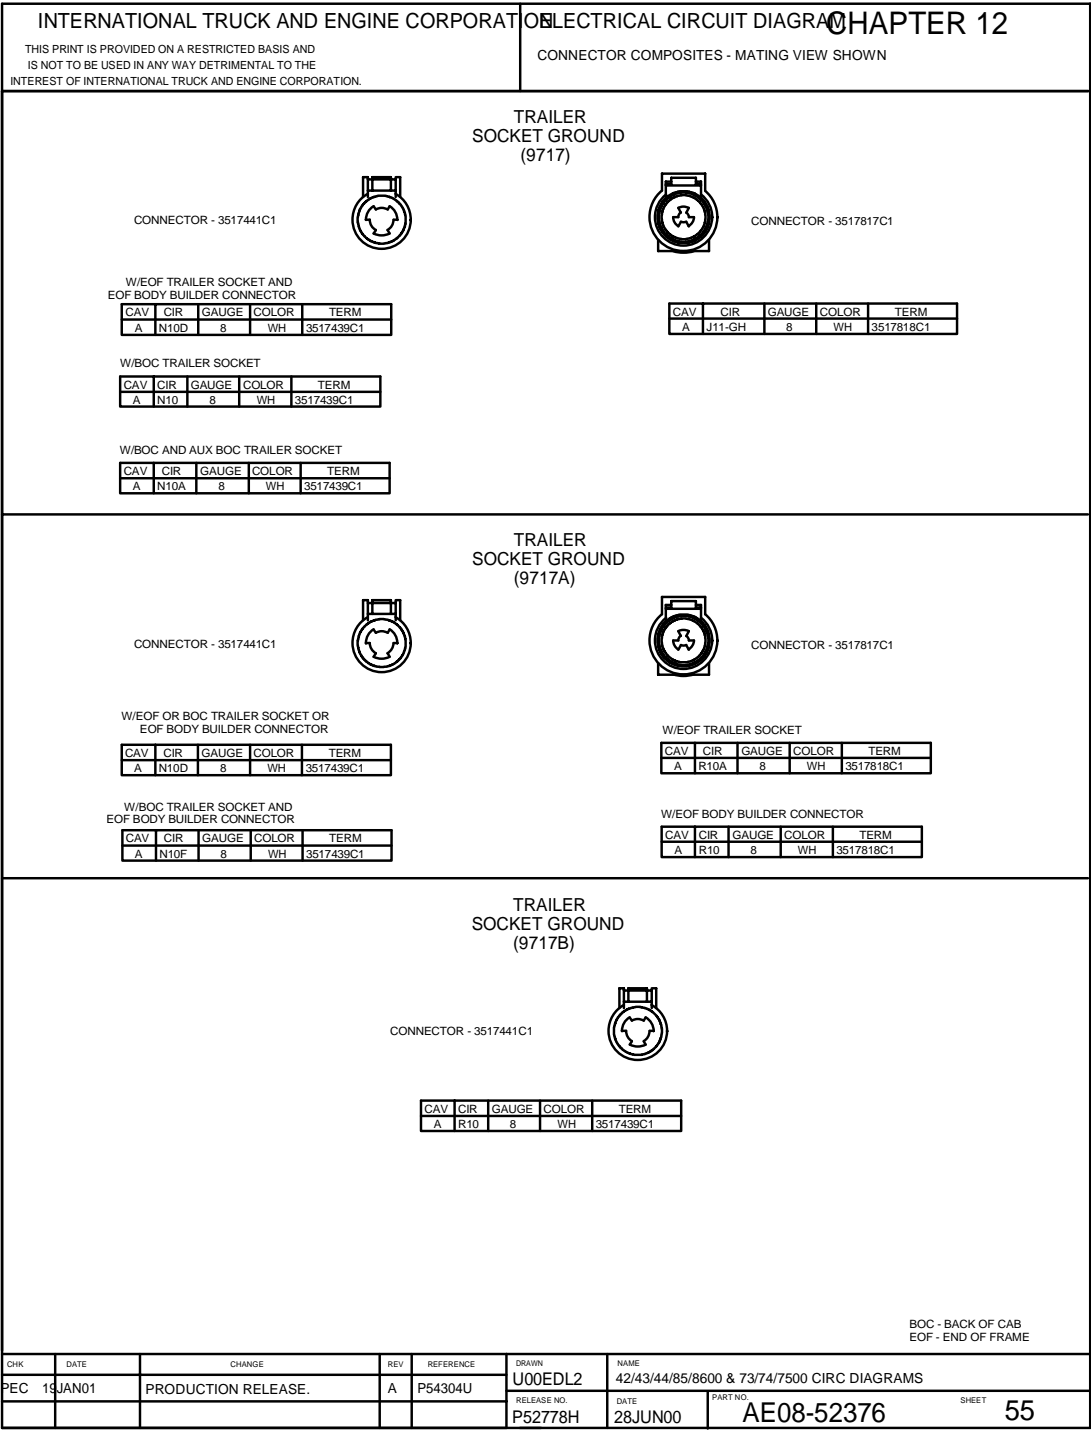 INTERNATIONAL TRUCK AND ENGINE CORPORATION
ELECTRICAL CIRCUIT DIAGRAM
CHAPTER 12
THIS PRINT IS PROVIDED ON A RESTRICTED BASIS AND
IS NOT TO BE USED IN ANY WAY DETRIMENTAL TO THE
INTEREST OF INTERNATIONAL TRUCK AND ENGINE CORPORATION.
CONNECTOR COMPOSITES - MATING VIEW SHOWN
TRAILER
SOCKET GROUND
(9717)
CONNECTOR - 3517441C1
CONNECTOR - 3517817C1
W/EOF TRAILER SOCKET AND
EOF BODY BUILDER CONNECTOR
CAV CIR GAUGE COLOR TERM
A N10D 8 WH 3517439C1
CAV CIR GAUGE COLOR TERM
A J11-GH 8 WH 3517818C1
W/BOC TRAILER SOCKET
CAV CIR GAUGE COLOR TERM
A N10 8 WH 3517439C1
W/BOC AND AUX BOC TRAILER SOCKET
CAV CIR GAUGE COLOR TERM
A N10A 8 WH 3517439C1
TRAILER
SOCKET GROUND
(9717A)
CONNECTOR - 3517441C1
CONNECTOR - 3517817C1
W/EOF OR BOC TRAILER SOCKET OR
EOF BODY BUILDER CONNECTOR
CAV CIR GAUGE COLOR TERM
A N10D 8 WH 3517439C1
W/EOF TRAILER SOCKET
CAV CIR GAUGE COLOR TERM
A R10A 8 WH 3517818C1
W/BOC TRAILER SOCKET AND
EOF BODY BUILDER CONNECTOR
CAV CIR GAUGE COLOR TERM
A N10F 8 WH 3517439C1
W/EOF BODY BUILDER CONNECTOR
CAV CIR GAUGE COLOR TERM
A R10 8 WH 3517818C1
TRAILER
SOCKET GROUND
(9717B)
CONNECTOR - 3517441C1
CAV CIR GAUGE COLOR TERM
A R10 8 WH 3517439C1
BOC - BACK OF CAB
EOF - END OF FRAME
CHK DATE CHANGE REV REFERENCE
PEC 19JAN01 PRODUCTION RELEASE. A P54304U
DRAWN
U00EDL2
NAME
42/43/44/85/8600 & 73/74/7500 CIRC DIAGRAMS
RELEASE NO.
P52778H
DATE
28JUN00
PART NO.
AE08-52376
SHEET 55